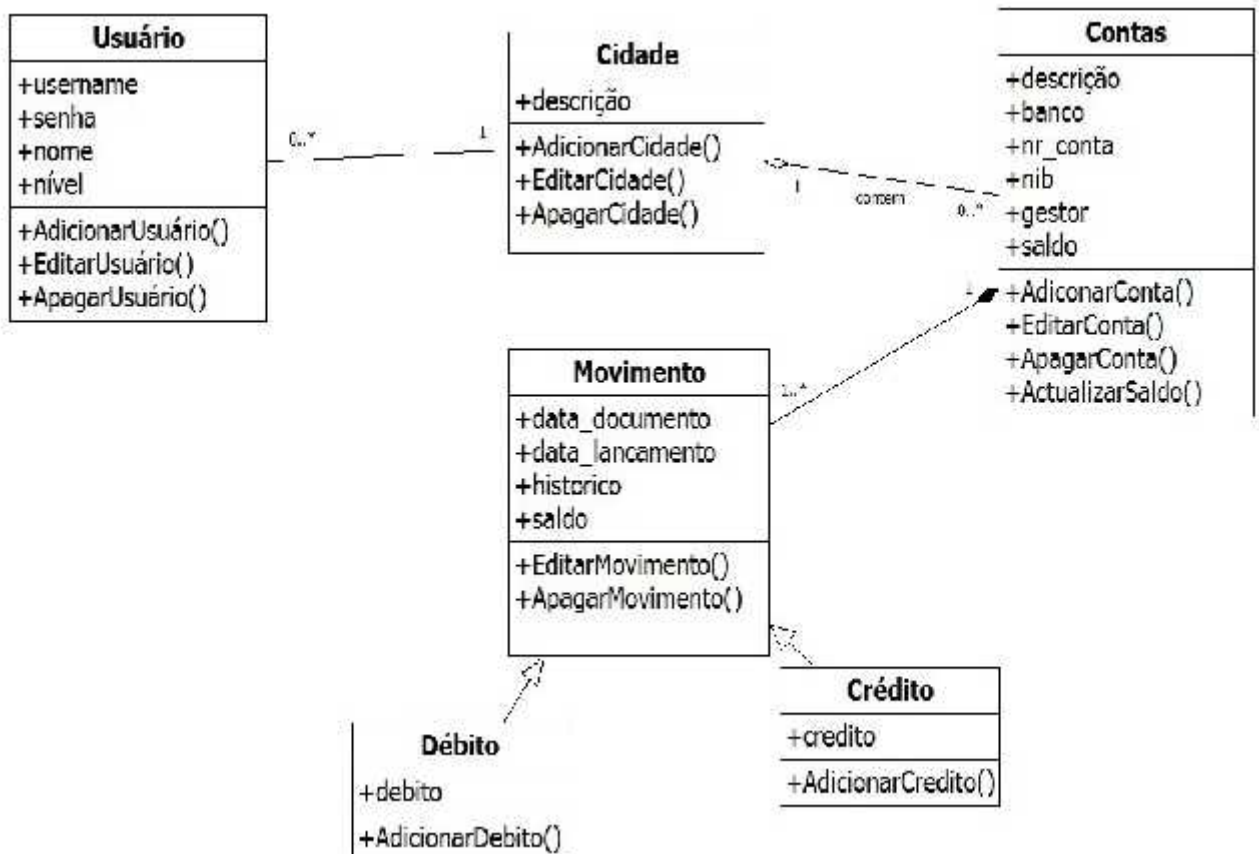 Usuário
+username
+senha
+nome
+nível
+AdicionarUsuário()
+EditarUsuário()
+ApagarUsuário()
0..*
1
Cidade
+descrição
+AdicionarCidade()
+EditarCidade()
+ApagarCidade()
1
contem
0..*
Contas
+descrição
+banco
+nr_conta
+nib
+gestor
+saldo
+AdiconarConta()
+EditarConta()
+ApagarConta()
+ActualizarSaldo()
1
1..*
Movimento
+data_documento
+data_lancamento
+historico
+saldo
+EditarMovimento()
+ApagarMovimento()
Débito
+debito
+AdicionarDebito()
Crédito
+credito
+AdicionarCredito()